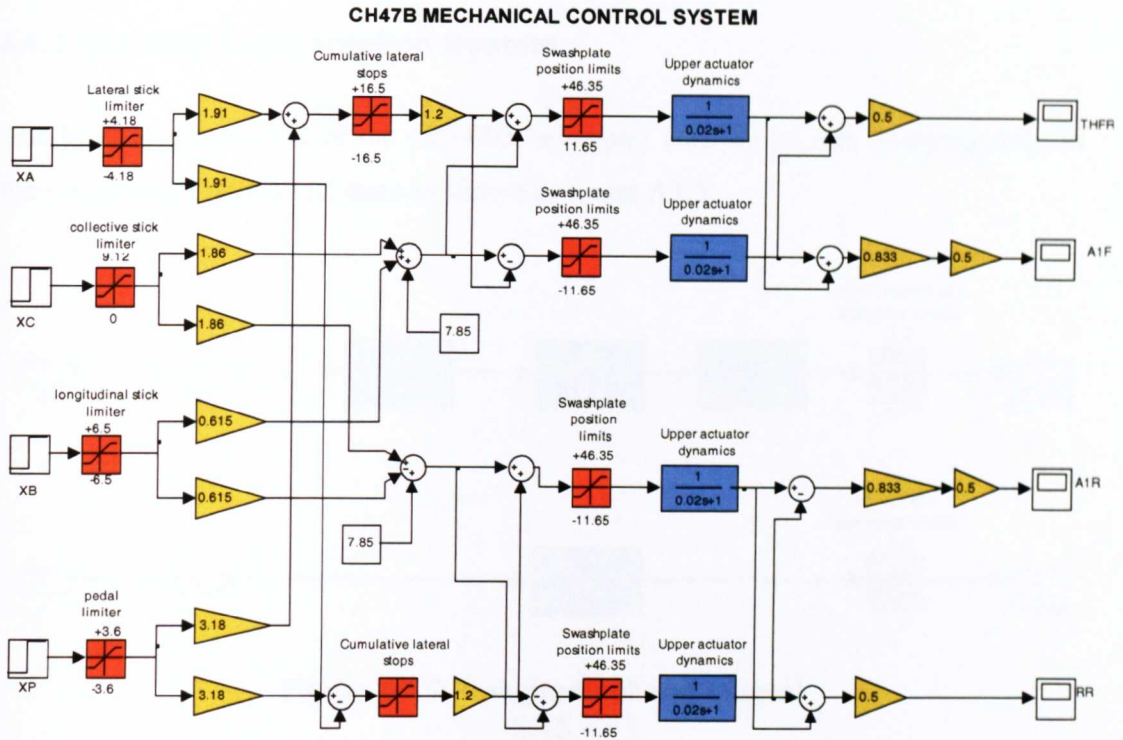 CH47B MECHANICAL CONTROL SYSTEM
Lateral stick
limiter
+4.18
-4.18
XA
1.91
1.91
Cumulative lateral
stops
+16.5
-16.5
1.2
Swashplate
position limits
+46.35
11.65
Upper actuator
dynamics
1
0.02s+1
0.5
THFR
collective stick
limiter
9.12
0
XC
1.86
1.86
7.85
Swashplate
position limits
+46.35
-11.65
Upper actuator
dynamics
1
0.02s+1
0.833
0.5
A1F
longitudinal stick
limiter
+6.5
-6.5
XB
0.615
0.615
7.85
Swashplate
position
limits
+46.35
-11.65
Upper actuator
dynamics
1
0.02s+1
0.833
0.5
A1R
pedal
limiter
+3.6
-3.6
XP
3.18
3.18
Cumulative lateral
stops
1.2
Swashplate
position limits
+46.35
-11.65
Upper actuator
dynamics
1
0.02s+1
0.5
RR